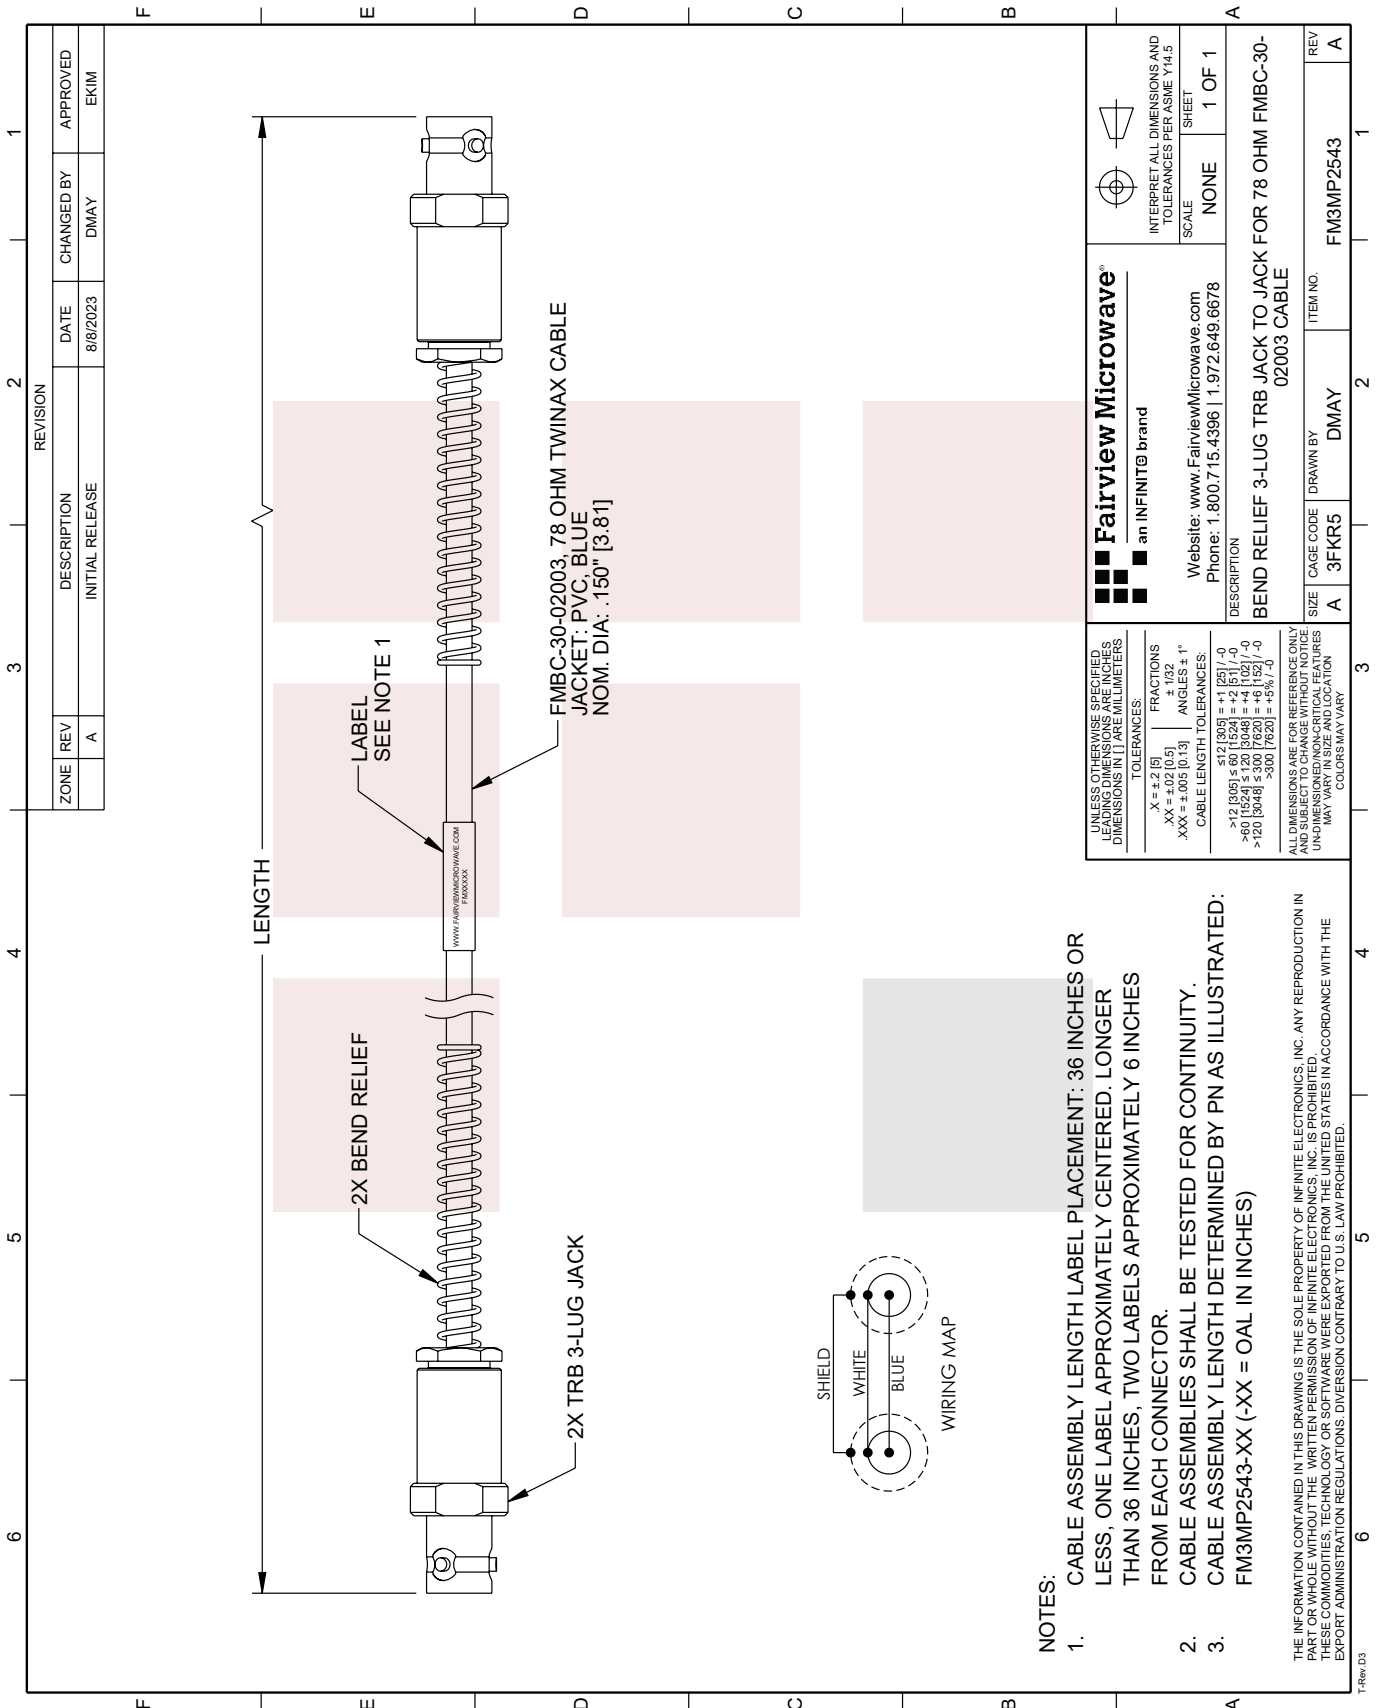 REVISION
ZONE REV DESCRIPTION DATE CHANGED BY APPROVED
A INITIAL RELEASE 8/8/2023 DMAY EKIM
6 5 4 3 2 1
F
E
D
C
B
A
LENGTH
2X BEND RELIEF
LABEL
SEE NOTE 1
WWW.FAIRVIEWMICROWAVE.COM
FMXXXXX
2X TRB 3-LUG JACK
FMBC-30-02003, 78 OHM TWINAX CABLE
JACKET: PVC, BLUE
NOM. DIA: .150" [3.81]
SHIELD
WHITE
BLUE
WIRING MAP
NOTES:
1. CABLE ASSEMBLY LENGTH LABEL PLACEMENT: 36 INCHES OR
LESS, ONE LABEL APPROXIMATELY CENTERED. LONGER
THAN 36 INCHES, TWO LABELS APPROXIMATELY 6 INCHES
FROM EACH CONNECTOR.
2. CABLE ASSEMBLIES SHALL BE TESTED FOR CONTINUITY.
3. CABLE ASSEMBLY LENGTH DETERMINED BY PN AS ILLUSTRATED:
FM3MP2543-XX (-XX = OAL IN INCHES)
THE INFORMATION CONTAINED IN THIS DRAWING IS THE SOLE PROPERTY OF INFINITE ELECTRONICS, INC. ANY REPRODUCTION IN
PART OR WHOLE WITHOUT THE WRITTEN PERMISSION OF INFINITE ELECTRONICS, INC. IS PROHIBITED.
THESE COMMODITIES, TECHNOLOGY OR SOFTWARE WERE EXPORTED FROM THE UNITED STATES IN ACCORDANCE WITH THE
EXPORT ADMINISTRATION REGULATIONS. DIVERSION CONTRARY TO U.S. LAW PROHIBITED.
UNLESS OTHERWISE SPECIFIED
LEADING DIMENSIONS ARE INCHES
DIMENSIONS IN [ ] ARE MILLIMETERS
TOLERANCES:
.X = ±.2 [5] FRACTIONS
.XX = ±.02 [0.5] ± 1/32
.XXX = ±.005 [0.13] ANGLES ± 1°
CABLE LENGTH TOLERANCES:
≤12 [305] = +1 [25] / -0
>12 [305] ≤ 60 [1524] = +2 [51] / -0
>60 [1524] ≤ 120 [3048] = +4 [102] / -0
>120 [3048] ≤ 300 [7620] = +6 [152] / -0
>300 [7620] = +5% / -0
ALL DIMENSIONS ARE FOR REFERENCE ONLY
AND SUBJECT TO CHANGE WITHOUT NOTICE.
UN-DIMENSIONED/NON-CRITICAL FEATURES
MAY VARY IN SIZE AND LOCATION
COLORS MAY VARY
Fairview Microwave®
an INFINIT@ brand
Website: www.FairviewMicrowave.com
Phone: 1.800.715.4396 | 1.972.649.6678
INTERPRET ALL DIMENSIONS AND
TOLERANCES PER ASME Y14.5
SCALE NONE
SHEET 1 OF 1
DESCRIPTION
BEND RELIEF 3-LUG TRB JACK TO JACK FOR 78 OHM FMBC-30-
02003 CABLE
SIZE A
CAGE CODE 3FKR5
DRAWN BY DMAY
ITEM NO. FM3MP2543
REV A
6 5 4 3 2 1
F
E
D
C
B
A
T-Rev.D3